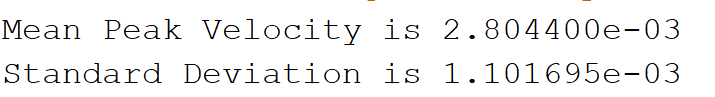 Mean Peak Velocity is 2.804400e-03
Standard Deviation is 1.101695e-03